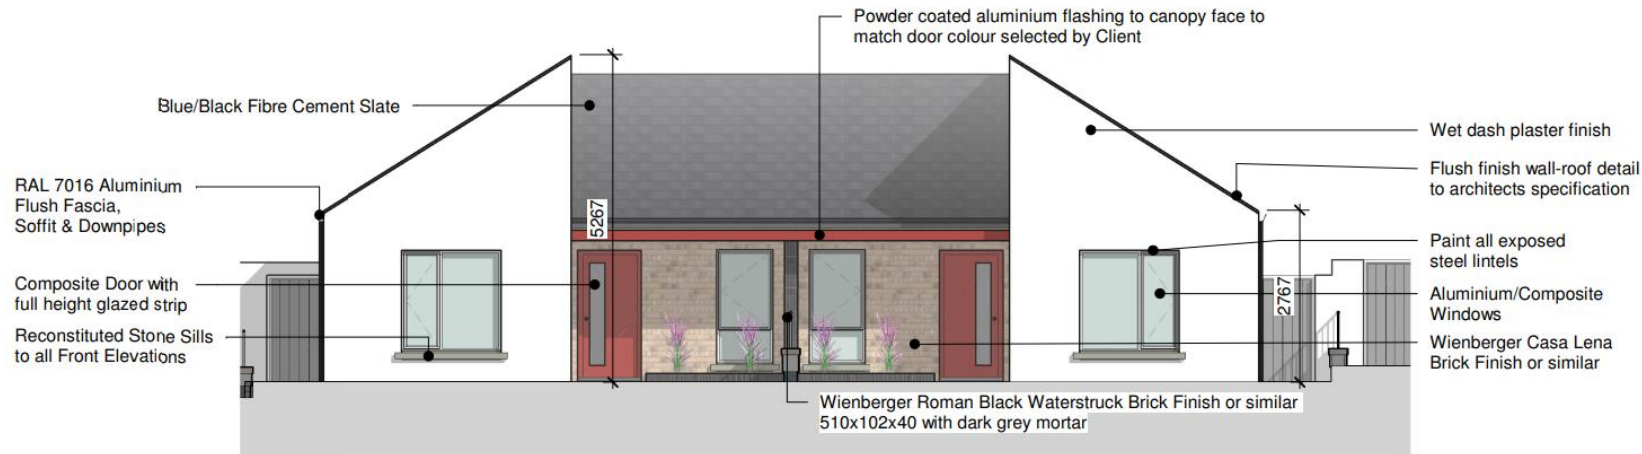 Powder coated aluminium flashing to canopy face to
match door colour selected by Client
Blue/Black Fibre Cement Slate
Wet dash plaster finish
Flush finish wall-roof detail
to architects specification
RAL 7016 Aluminium
Flush Fascia,
Soffit & Downpipes
5267
Paint all exposed
steel lintels
Composite Door with
full height glazed strip
2767
Aluminium/Composite
Windows
Reconstituted Stone Sills
to all Front Elevations
Wienberger Casa Lena
Brick Finish or similar
Wienberger Roman Black Waterstruck Brick Finish or similar
510x102x40 with dark grey mortar